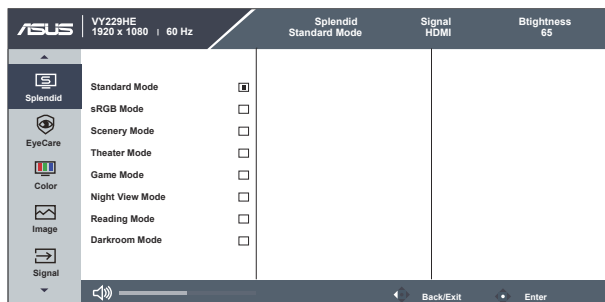 ASUS
VY229HE
1920 x 1080 | 60 Hz
Splendid
Standard Mode
Signal
HDMI
Btightness
65
S
Splendid
EyeCare
Color
Image
Signal
Standard Mode
sRGB Mode
Scenery Mode
Theater Mode
Game Mode
Night View Mode
Reading Mode
Darkroom Mode
Back/Exit
Enter